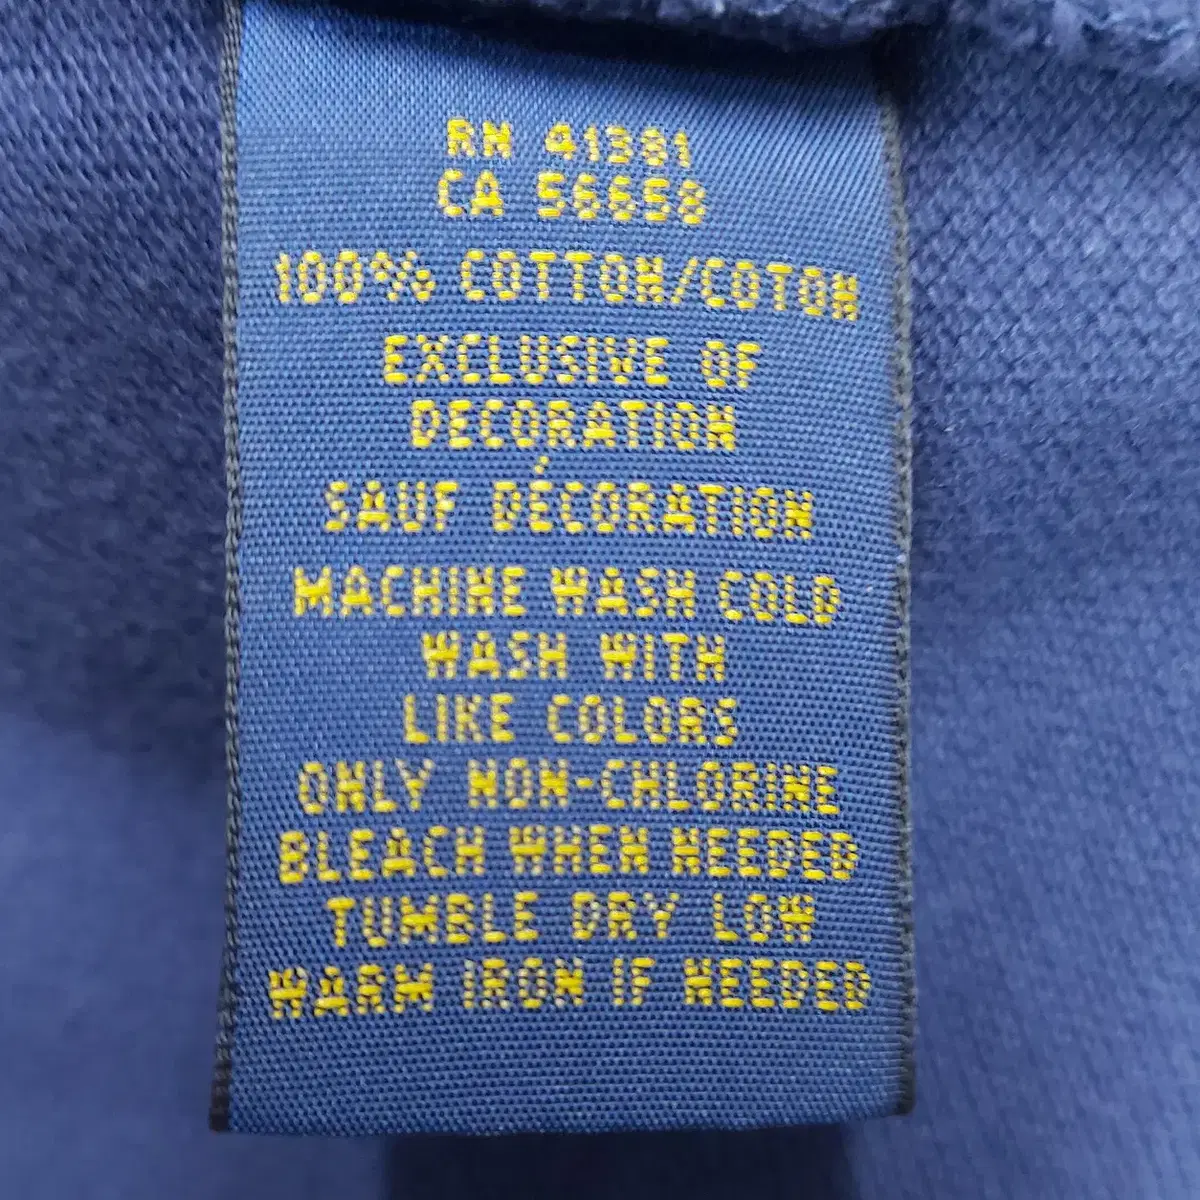 RN 41381
CA 56658
100% COTTON/COTON
EXCLUSIVE OF
DECORATION
SAUF DÉCORATION
MACHINE WASH COLD
WASH WITH
LIKE COLORS
ONLY NON-CHLORINE
BLEACH WHEN NEEDED
TUMBLE DRY LOW
WARM IRON IF NEEDED